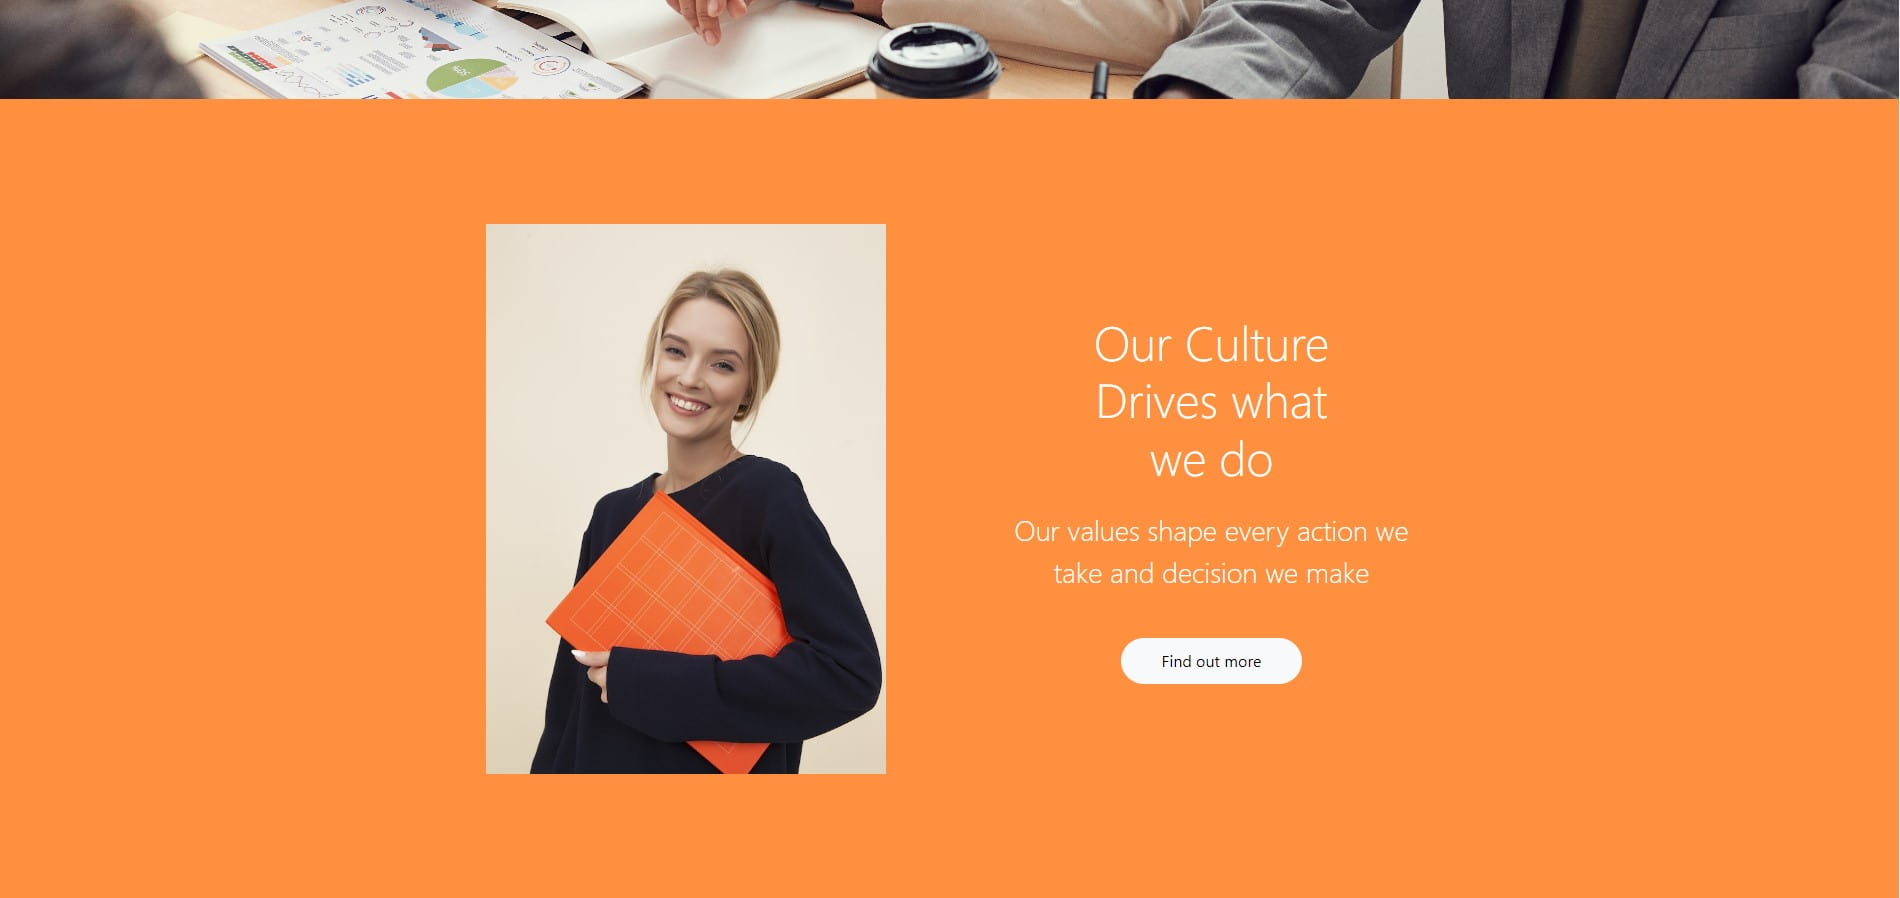 Our Culture
Drives what
we do
Our values shape every action we
take and decision we make
Find out more